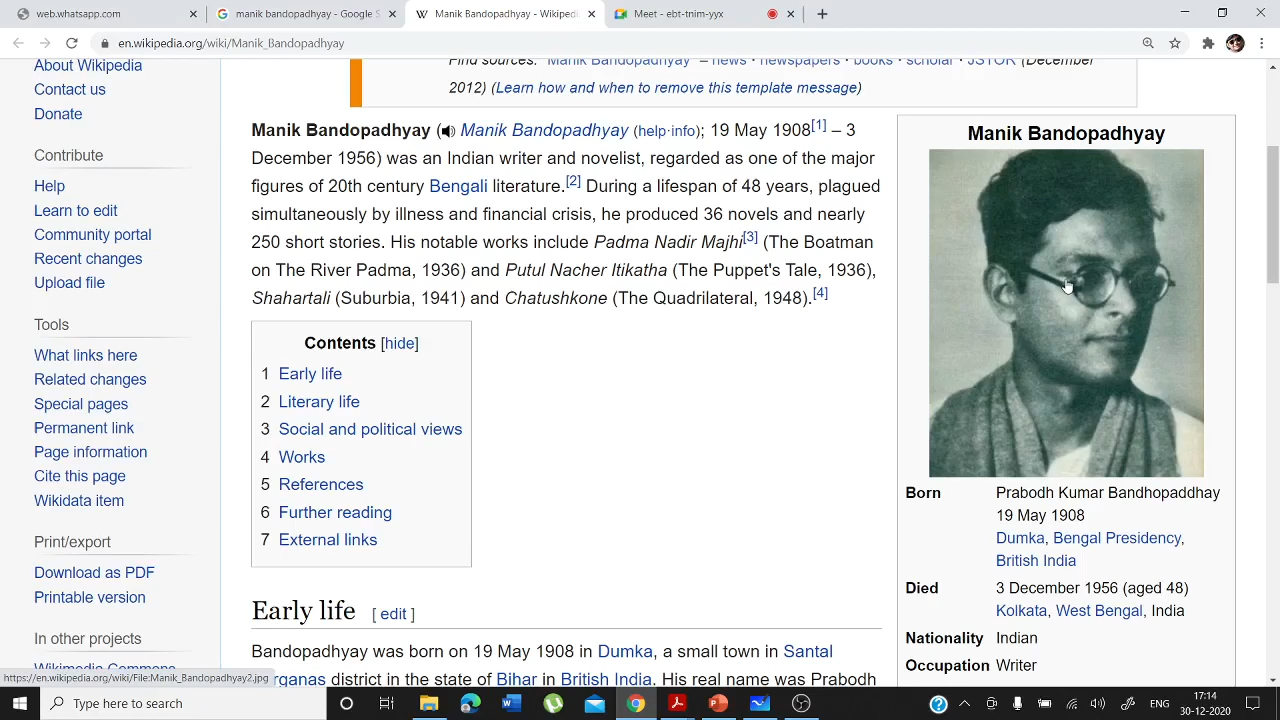 web.whatsapp.com
manik bandopadhyay - Google S
Manik Bandopadhyay - Wikiped
Meet - ebt-tnim-yyx
en.wikipedia.org/wiki/Manik_Bandopadhyay
About Wikipedia
Contact us
Donate
Contribute
Help
Learn to edit
Community portal
Recent changes
Upload file
Tools
What links here
Related changes
Special pages
Permanent link
Page information
Cite this page
Wikidata item
Print/export
Download as PDF
Printable version
In other projects
Wikimedia Commons
Find sources: "Manik Bandopadhyay" – news · newspapers · books · scholar · JSTOR (December
2012) (Learn how and when to remove this template message)
Manik Bandopadhyay (Manik Bandopadhyay (help·info); 19 May 1908[1] – 3
December 1956) was an Indian writer and novelist, regarded as one of the major
figures of 20th century Bengali literature.[2] During a lifespan of 48 years, plagued
simultaneously by illness and financial crisis, he produced 36 novels and nearly
250 short stories. His notable works include Padma Nadir Majhi[3] (The Boatman
on The River Padma, 1936) and Putul Nacher Itikatha (The Puppet's Tale, 1936),
Shahartali (Suburbia, 1941) and Chatushkone (The Quadrilateral, 1948).[4]
Contents [hide]
1 Early life
2 Literary life
3 Social and political views
4 Works
5 References
6 Further reading
7 External links
Early life [ edit ]
Bandopadhyay was born on 19 May 1908 in Dumka, a small town in Santal
arganas district in the state of Bihar in British India. His real name was Prabodh
Manik Bandopadhyay
Born Prabodh Kumar Bandhopaddhay
19 May 1908
Dumka, Bengal Presidency,
British India
Died 3 December 1956 (aged 48)
Kolkata, West Bengal, India
Nationality Indian
Occupation Writer
https://en.wikipedia.org/wiki/File:Manik_Bandopadhyay2.jpg
Type here to search
ENG
17:14
30-12-2020